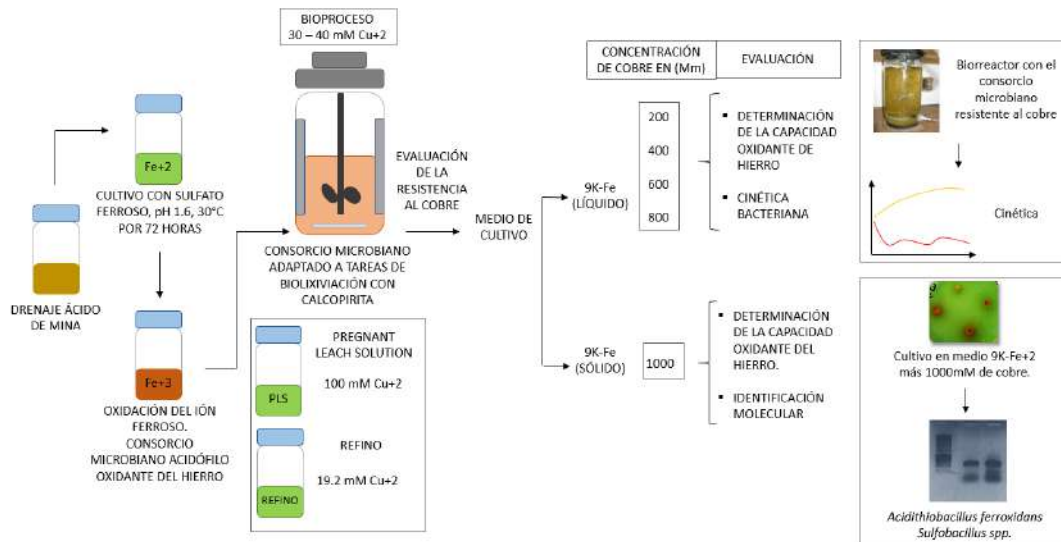 BIOPROCESO
30 – 40 mM Cu+2
Fe+2
CULTIVO CON SULFATO
FERROSO, pH 1.6, 30°C
POR 72 HORAS
DRENAJE ÁCIDO
DE MINA
Fe+3
OXIDACIÓN DEL IÓN
FERROSO.
CONSORCIO
MICROBIANO ACIDÓFILO
OXIDANTE DEL HIERRO
CONSORCIO MICROBIANO
ADAPTADO A TAREAS DE
BIOLIXIVIACIÓN CON
CALCOPIRITA
PREGNANT
LEACH SOLUTION
100 mM Cu+2
PLS
REFINO
19.2 mM Cu+2
REFINO
EVALUACIÓN
DE LA
RESISTENCIA
AL COBRE
MEDIO DE
CULTIVO
9K-Fe
(LÍQUIDO)
9K-Fe
(SÓLIDO)
CONCENTRACIÓN
DE COBRE EN (Mm)
EVALUACIÓN
200
400
600
800
▪ DETERMINACIÓN
DE LA CAPACIDAD
OXIDANTE DE
HIERRO
▪ CINÉTICA
BACTERIANA
1000
▪ DETERMINACIÓN
DE LA CAPACIDAD
OXIDANTE DEL
HIERRO.
▪ IDENTIFICACIÓN
MOLECULAR
Biorreactor con el
consorcio
microbiano
resistente al cobre
Cinética
Cultivo en medio 9K-Fe+2
más 1000mM de cobre.
Acidithiobacillus ferroxidans
Sulfobacillus spp.